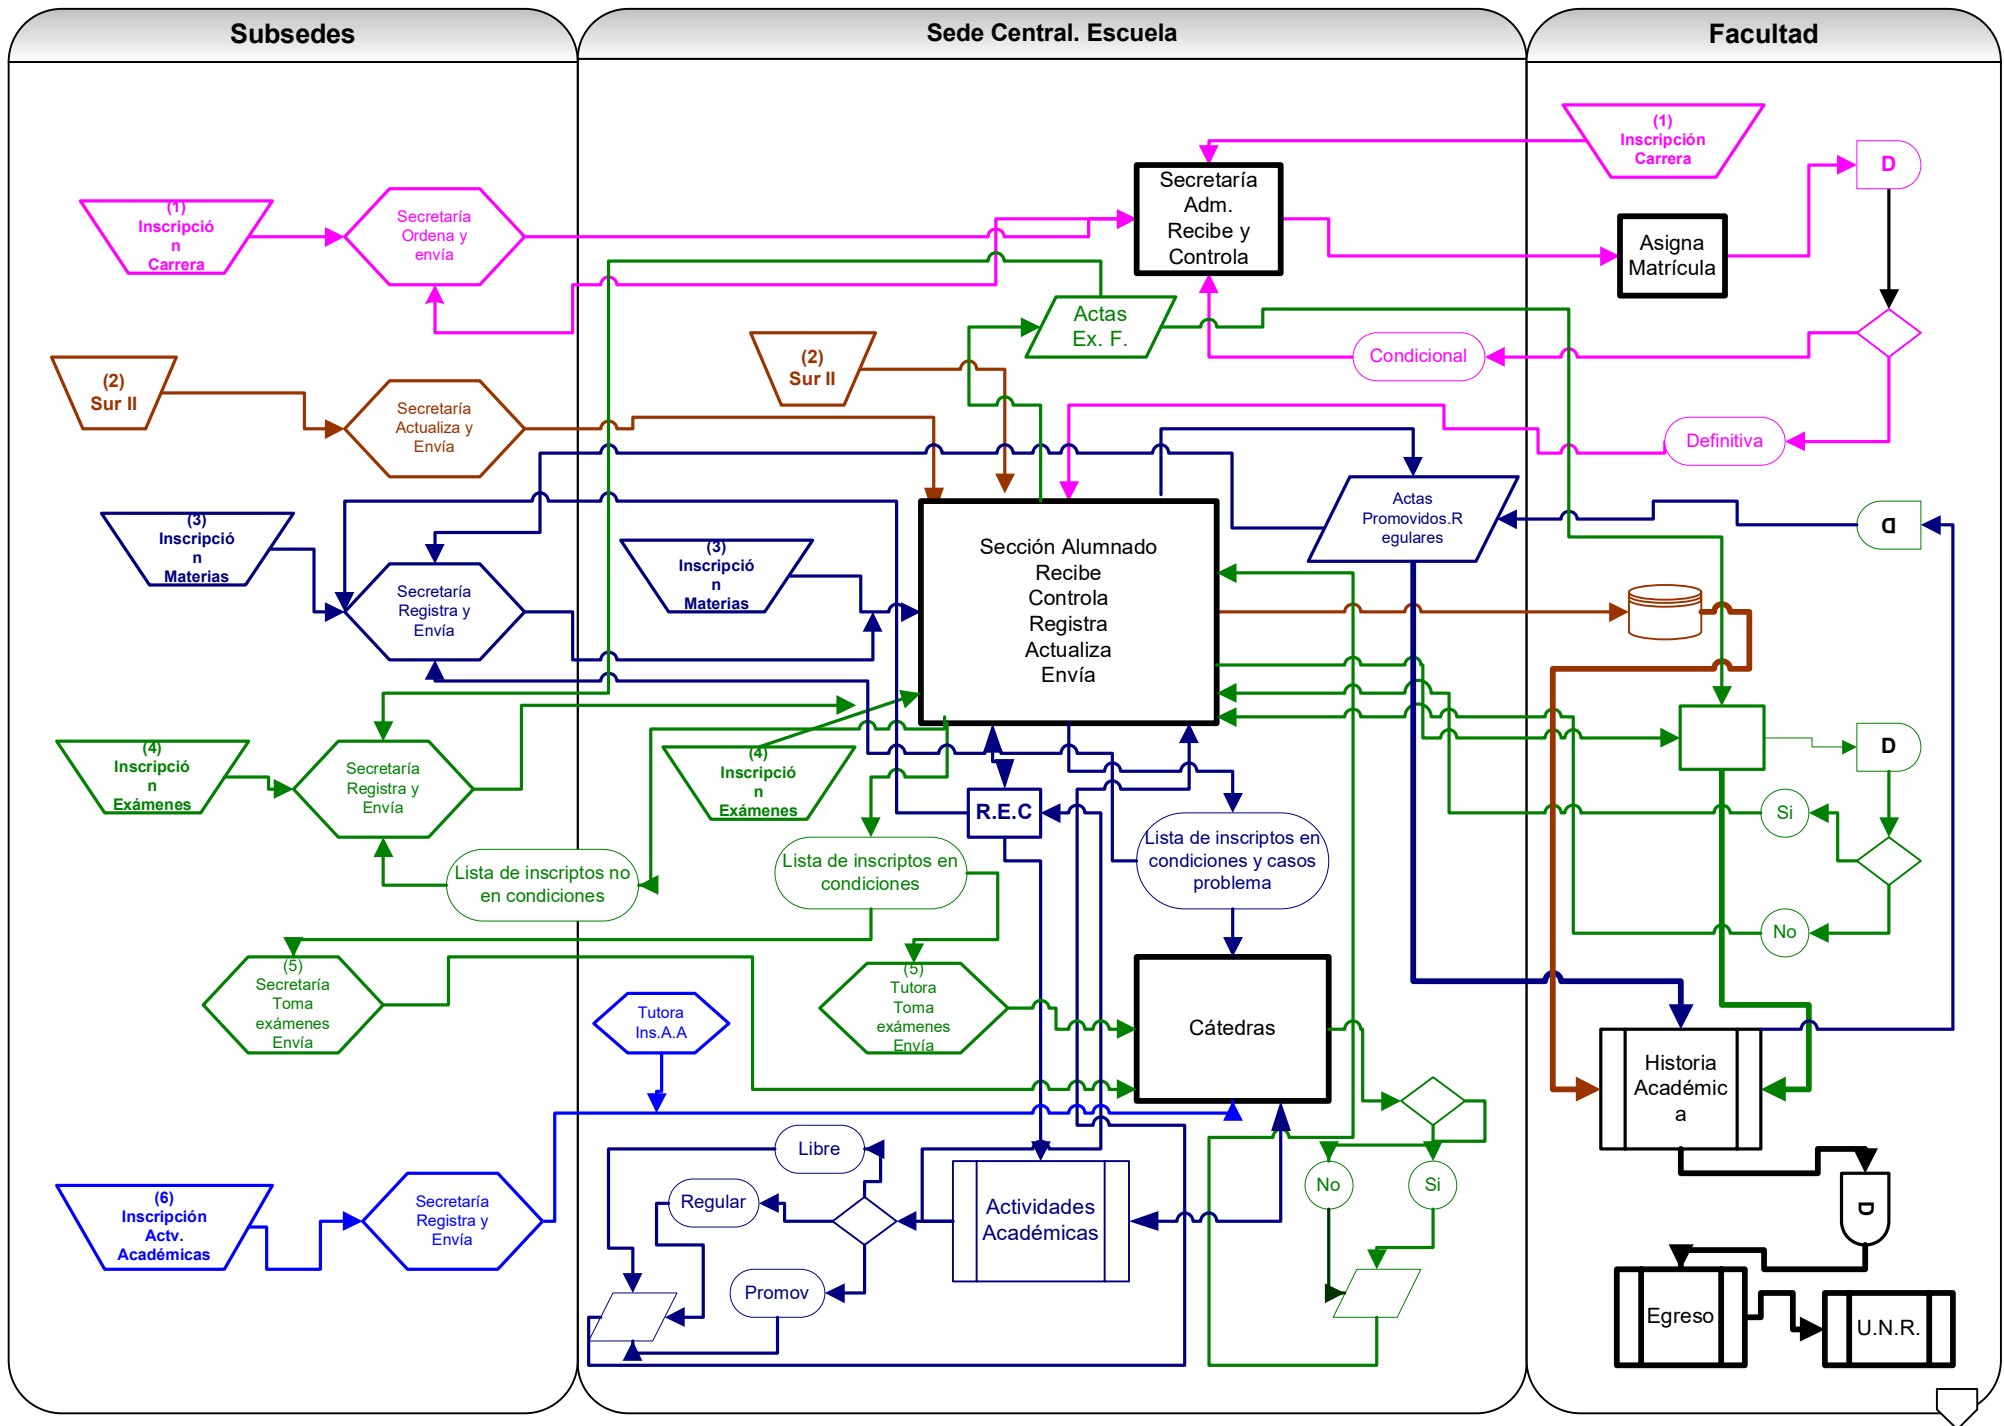 Subsedes
Sede Central. Escuela
Facultad
(1)
Inscripción
Carrera
D
Secretaría
Adm.
Recibe y
Controla
(1)
Inscripció
n
Carrera
Secretaría
Ordena y
envía
Asigna
Matrícula
Actas
Ex. F.
(2)
Sur II
Condicional
(2)
Sur II
Secretaría
Actualiza y
Envía
Definitiva
Actas
Promovidos.R
egulares
D
(3)
Inscripció
n
Materias
Secretaría
Registra y
Envía
(3)
Inscripció
n
Materias
Sección Alumnado
Recibe
Controla
Registra
Actualiza
Envía
(4)
Inscripció
n
Exámenes
Secretaría
Registra y
Envía
(4)
Inscripció
n
Exámenes
R.E.C
D
Si
Lista de inscriptos no
en condiciones
Lista de inscriptos en
condiciones
Lista de inscriptos en
condiciones y casos
problema
No
(5)
Secretaría
Toma
exámenes
Envía
Tutora
Ins.A.A
(5)
Tutora
Toma
exámenes
Envía
Cátedras
Historia
Académic
a
Libre
Regular
Promov
Actividades
Académicas
No
Si
D
(6)
Inscripción
Actv.
Académicas
Secretaría
Registra y
Envía
Egreso
U.N.R.